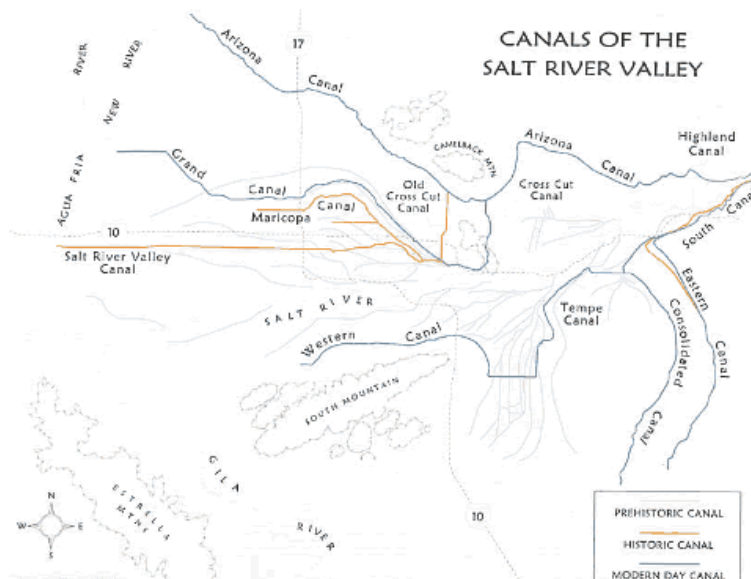 CANALS OF THE
SALT RIVER VALLEY
17
Arizona
Canal
RIVER
NEW RIVER
AGUA FRIA
Grand
Canal
CAMELBACK MTN
Arizona
Canal
Highland
Canal
Old
Cross Cut
Canal
Cross Cut
Canal
Maricopa
Canal
10
Salt River Valley
Canal
South Canal
Eastern
Canal
SALT RIVER
Tempe
Canal
Western
Canal
Consolidated
Canal
SOUTH MOUNTAIN
ESTRELLA
MTNS
GILA
RIVER
10
N
W
E
S
PREHISTORIC CANAL
HISTORIC CANAL
MODERN DAY CANAL